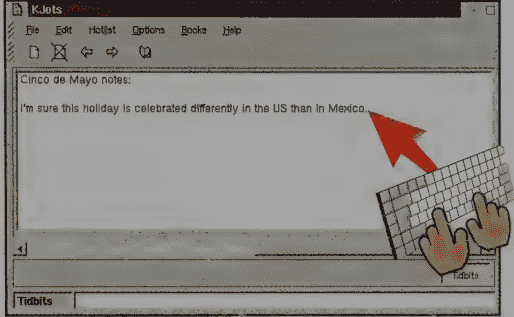 KJots
File Edit Hotlist Options Books Help
Cinco de Mayo notes:
I'm sure this holiday is celebrated differently in the US than in Mexico.
Tidbits
Tidbits